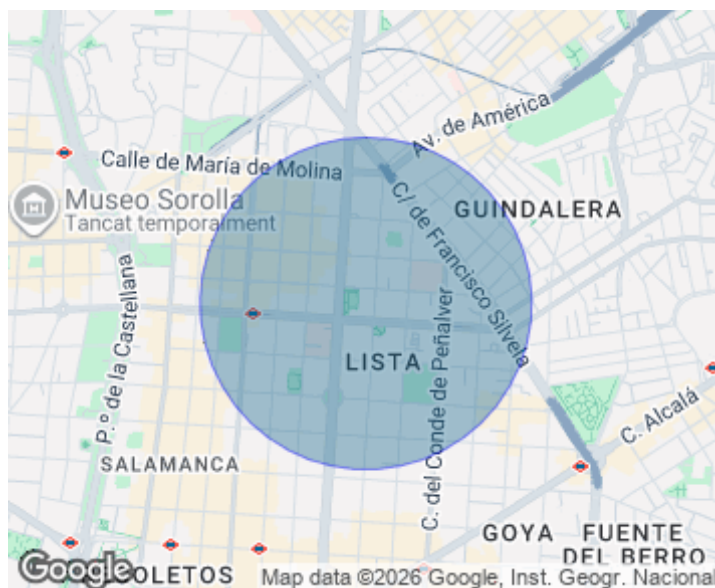 Av. de América
Calle de María de Molina
Museo Sorolla
Tancat temporalment
GUINDALERA
C/ de Francisco Silvela
P.º de la Castellana
LISTA
C. del Conde de Peñalver
C. Alcalá
SALAMANCA
GOYA
FUENTE
DEL BERRO
Google
COLETOS
Map data ©2026 Google, Inst. Geogr. Nacional